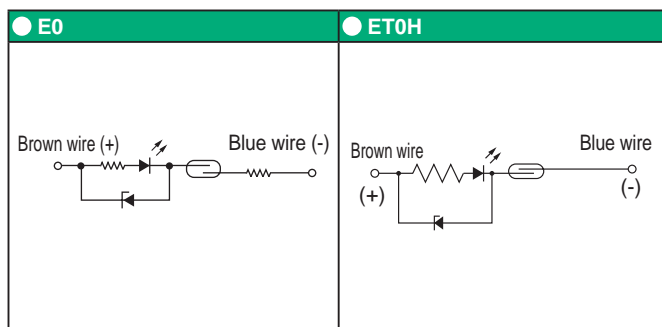 E0
ET0H
Brown wire (+)
Blue wire (-)
Brown wire
Blue wire
(+)
(-)